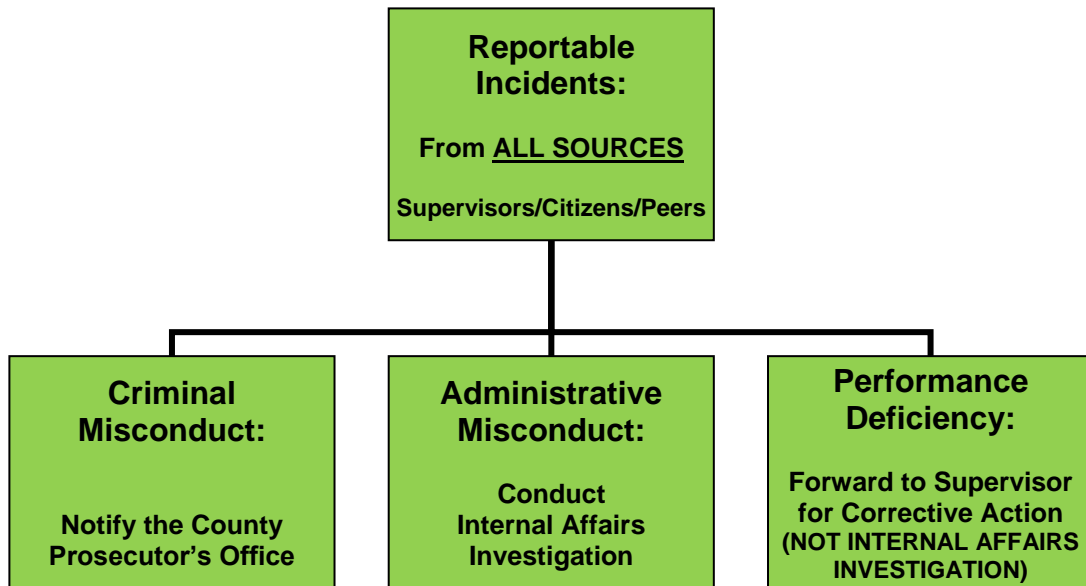 Reportable
Incidents:
From ALL SOURCES
Supervisors/Citizens/Peers
Criminal
Misconduct:
Notify the County
Prosecutor's Office
Administrative
Misconduct:
Conduct
Internal Affairs
Investigation
Performance
Deficiency:
Forward to Supervisor
for Corrective Action
(NOT INTERNAL AFFAIRS
INVESTIGATION)